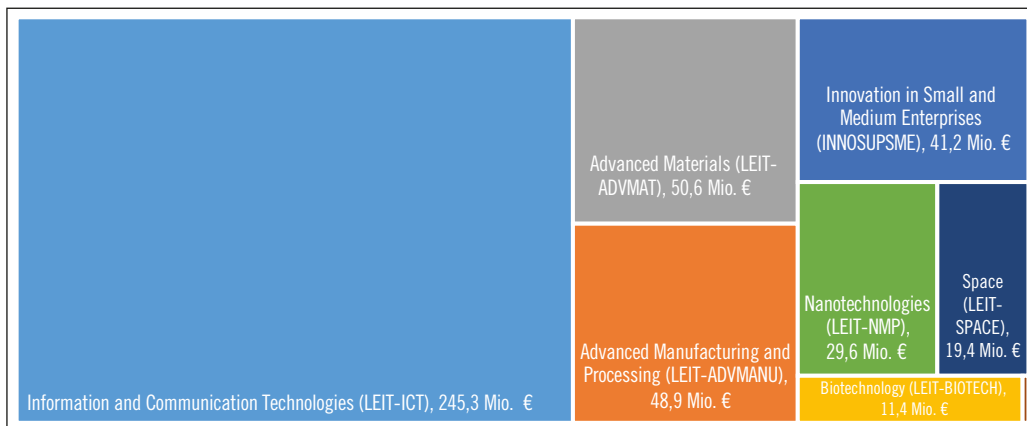 Information and Communication Technologies (LEIT-ICT), 245,3 Mio. €
Advanced Materials (LEIT-
ADVMAT), 50,6 Mio. €
Advanced Manufacturing and
Processing (LEIT-ADVMANU),
48,9 Mio. €
Innovation in Small and
Medium Enterprises
(INNOSUPSME), 41,2 Mio. €
Nanotechnologies
(LEIT-NMP),
29,6 Mio. €
Space
(LEIT-
SPACE),
19,4 Mio. €
Biotechnology (LEIT-BIOTECH),
11,4 Mio. €